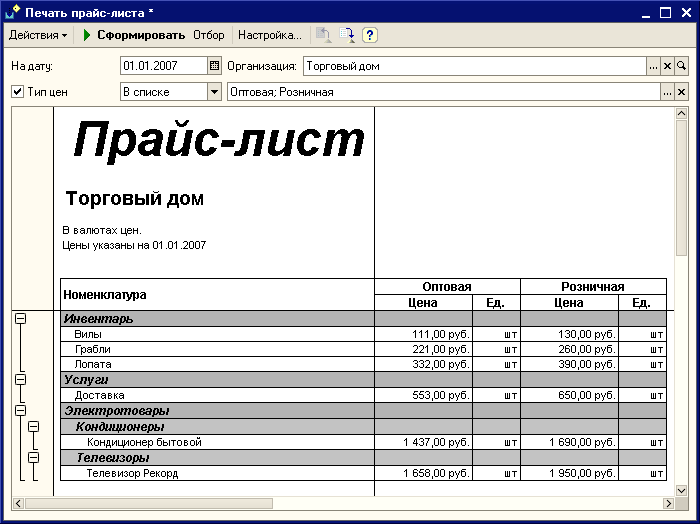 Печать прайс-листа *
Действия Сформировать Отбор Настройка... ?
На дату: 01.01.2007 Организация: Торговый дом ... ×
Тип цен В списке Оптовая; Розничная ... ×
Прайс-лист
Торговый дом
В валютах цен.
Цены указаны на 01.01.2007
Номенклатура Оптовая Розничная
Цена Ед. Цена Ед.
Инвентарь
Вилы 111,00 руб. шт 130,00 руб. шт
Грабли 221,00 руб. шт 260,00 руб. шт
Лопата 332,00 руб. шт 390,00 руб. шт
Услуги
Доставка 553,00 руб. шт 650,00 руб. шт
Электротовары
Кондиционеры
Кондиционер бытовой 1 437,00 руб. шт 1 690,00 руб. шт
Телевизоры
Телевизор Рекорд 1 658,00 руб. шт 1 950,00 руб. шт